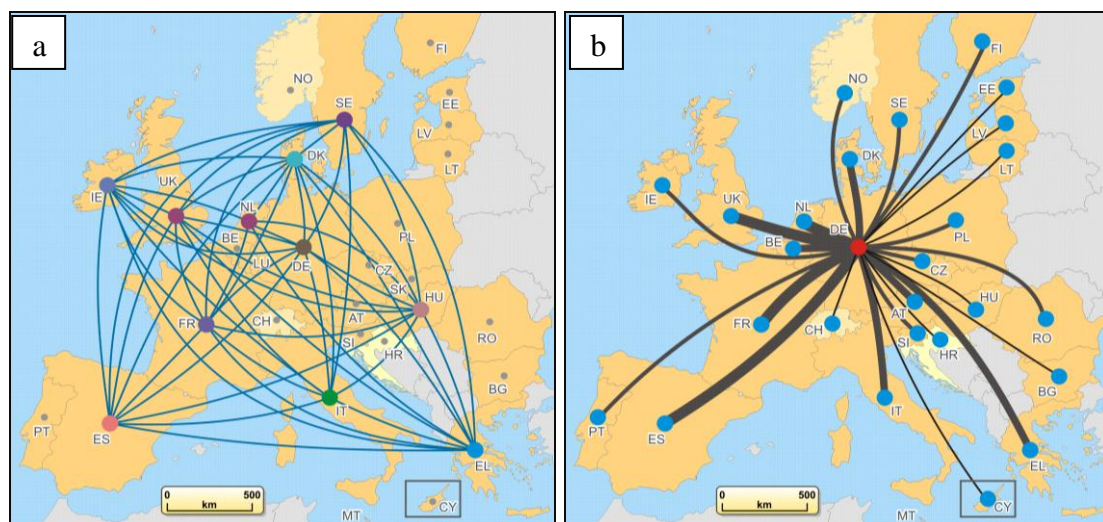 a
FI
NO
SE
EE
LV
LT
DK
IE
UK
NL
BE
LU
DE
PL
CZ
SK
HU
AT
FR
CH
SI
HR
RO
BG
IT
PT
ES
EL
0 500
km
CY
MT
b
FI
NO
SE
EE
LV
LT
DK
IE
UK
NL
DE
BE
PL
CZ
HU
AT
FR
CH
SI
HR
RO
BG
IT
PT
ES
EL
0 500
km
CY
MT